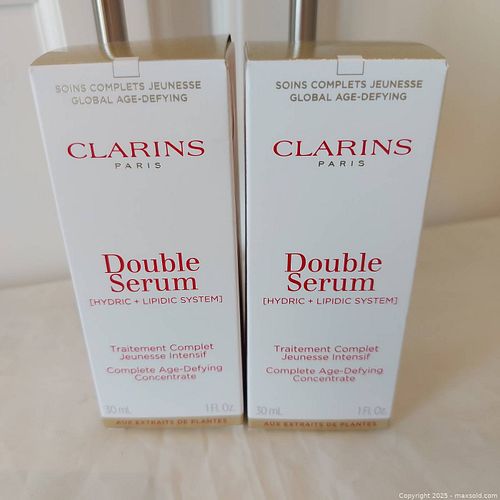 SOINS COMPLETS JEUNESSE
GLOBAL AGE-DEFYING
CLARINS
PARIS
Double
Serum
[HYDRIC + LIPIDIC SYSTEM]
Traitement Complet
Jeunesse Intensif
Complete Age-Defying
Concentrate
30 mL 1 Fl. Oz.
AUX EXTRAITS DE PLANTES
SOINS COMPLETS JEUNESSE
GLOBAL AGE-DEFYING
CLARINS
PARIS
Double
Serum
[HYDRIC + LIPIDIC SYSTEM]
Traitement Complet
Jeunesse Intensif
Complete Age-Defying
Concentrate
30 mL 1 Fl. Oz.
AUX EXTRAITS DE PLANTES
Copyright 2025 - maxsold.com